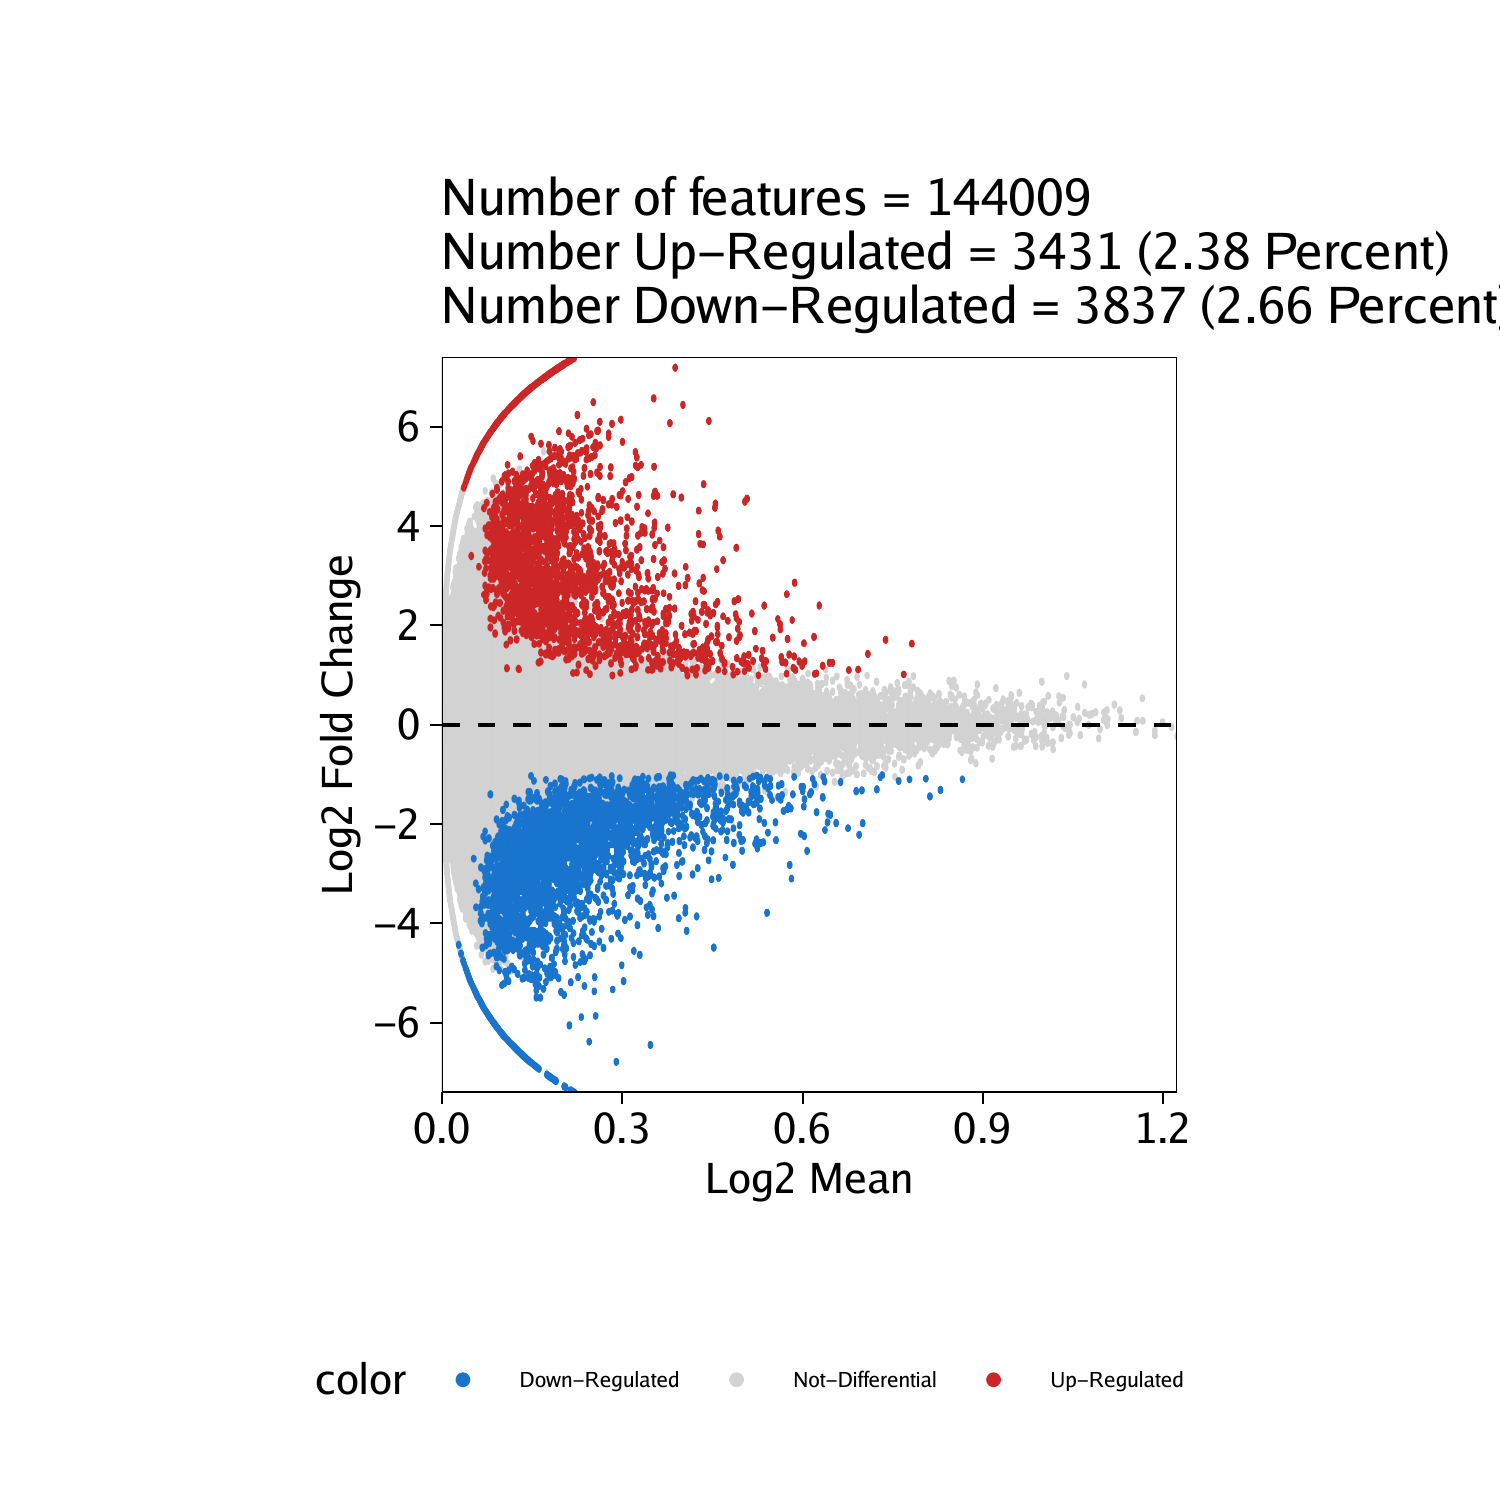 Number of features = 144009
Number Up−Regulated = 3431 (2.38 Percent)
Number Down−Regulated = 3837 (2.66 Percent)
6
4
2
0
−2
−4
−6
Log2 Fold Change
0.0 0.3 0.6 0.9 1.2
Log2 Mean
color Down−Regulated Not−Differential Up−Regulated